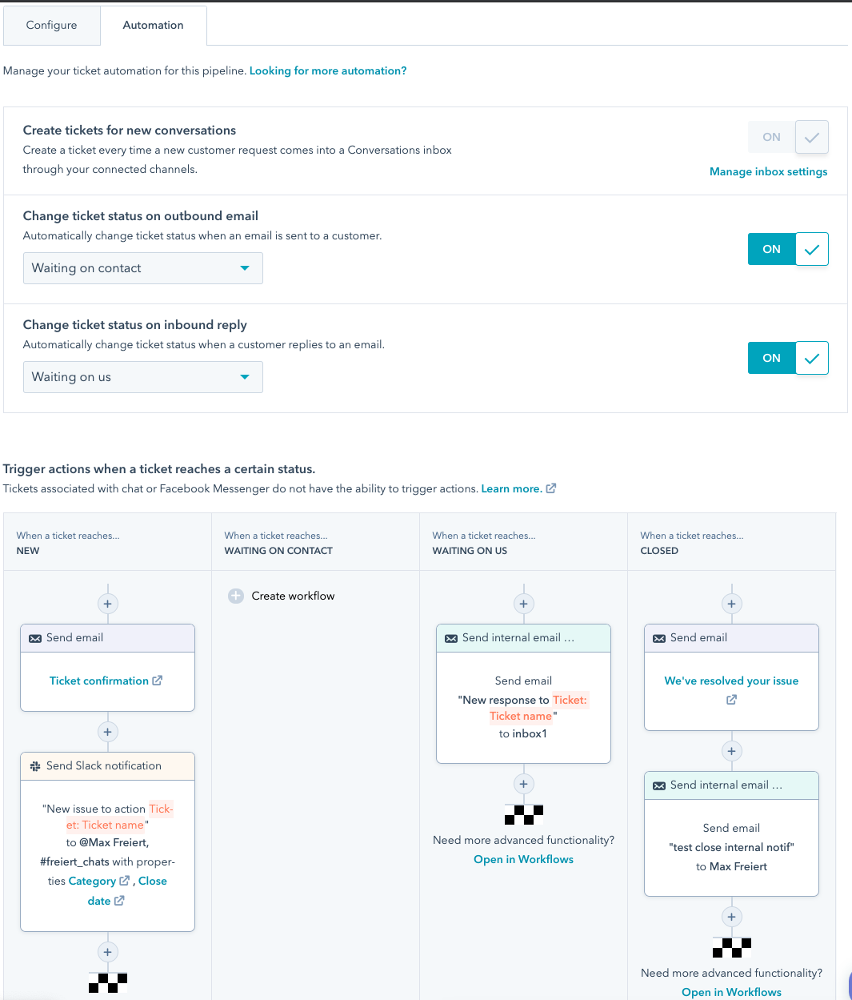 Configure
Automation
Manage your ticket automation for this pipeline. Looking for more automation?
Create tickets for new conversations
Create a ticket every time a new customer request comes into a Conversations inbox
through your connected channels.
ON
Manage inbox settings
Change ticket status on outbound email
Automatically change ticket status when an email is sent to a customer.
Waiting on contact
ON
Change ticket status on inbound reply
Automatically change ticket status when a customer replies to an email.
Waiting on us
ON
Trigger actions when a ticket reaches a certain status.
Tickets associated with chat or Facebook Messenger do not have the ability to trigger actions. Learn more.
When a ticket reaches...
NEW
Send email
Ticket confirmation
Send Slack notification
"New issue to action Tick-
et: Ticket name"
to @Max Freiert,
#freiert_chats with proper-
ties Category , Close
date
When a ticket reaches...
WAITING ON CONTACT
Create workflow
When a ticket reaches...
WAITING ON US
Send internal email ...
Send email
"New response to Ticket:
Ticket name"
to inbox1
Need more advanced functionality?
Open in Workflows
When a ticket reaches...
CLOSED
Send email
We've resolved your issue
Send internal email ...
Send email
"test close internal notif"
to Max Freiert
Need more advanced functionality?
Open in Workflows